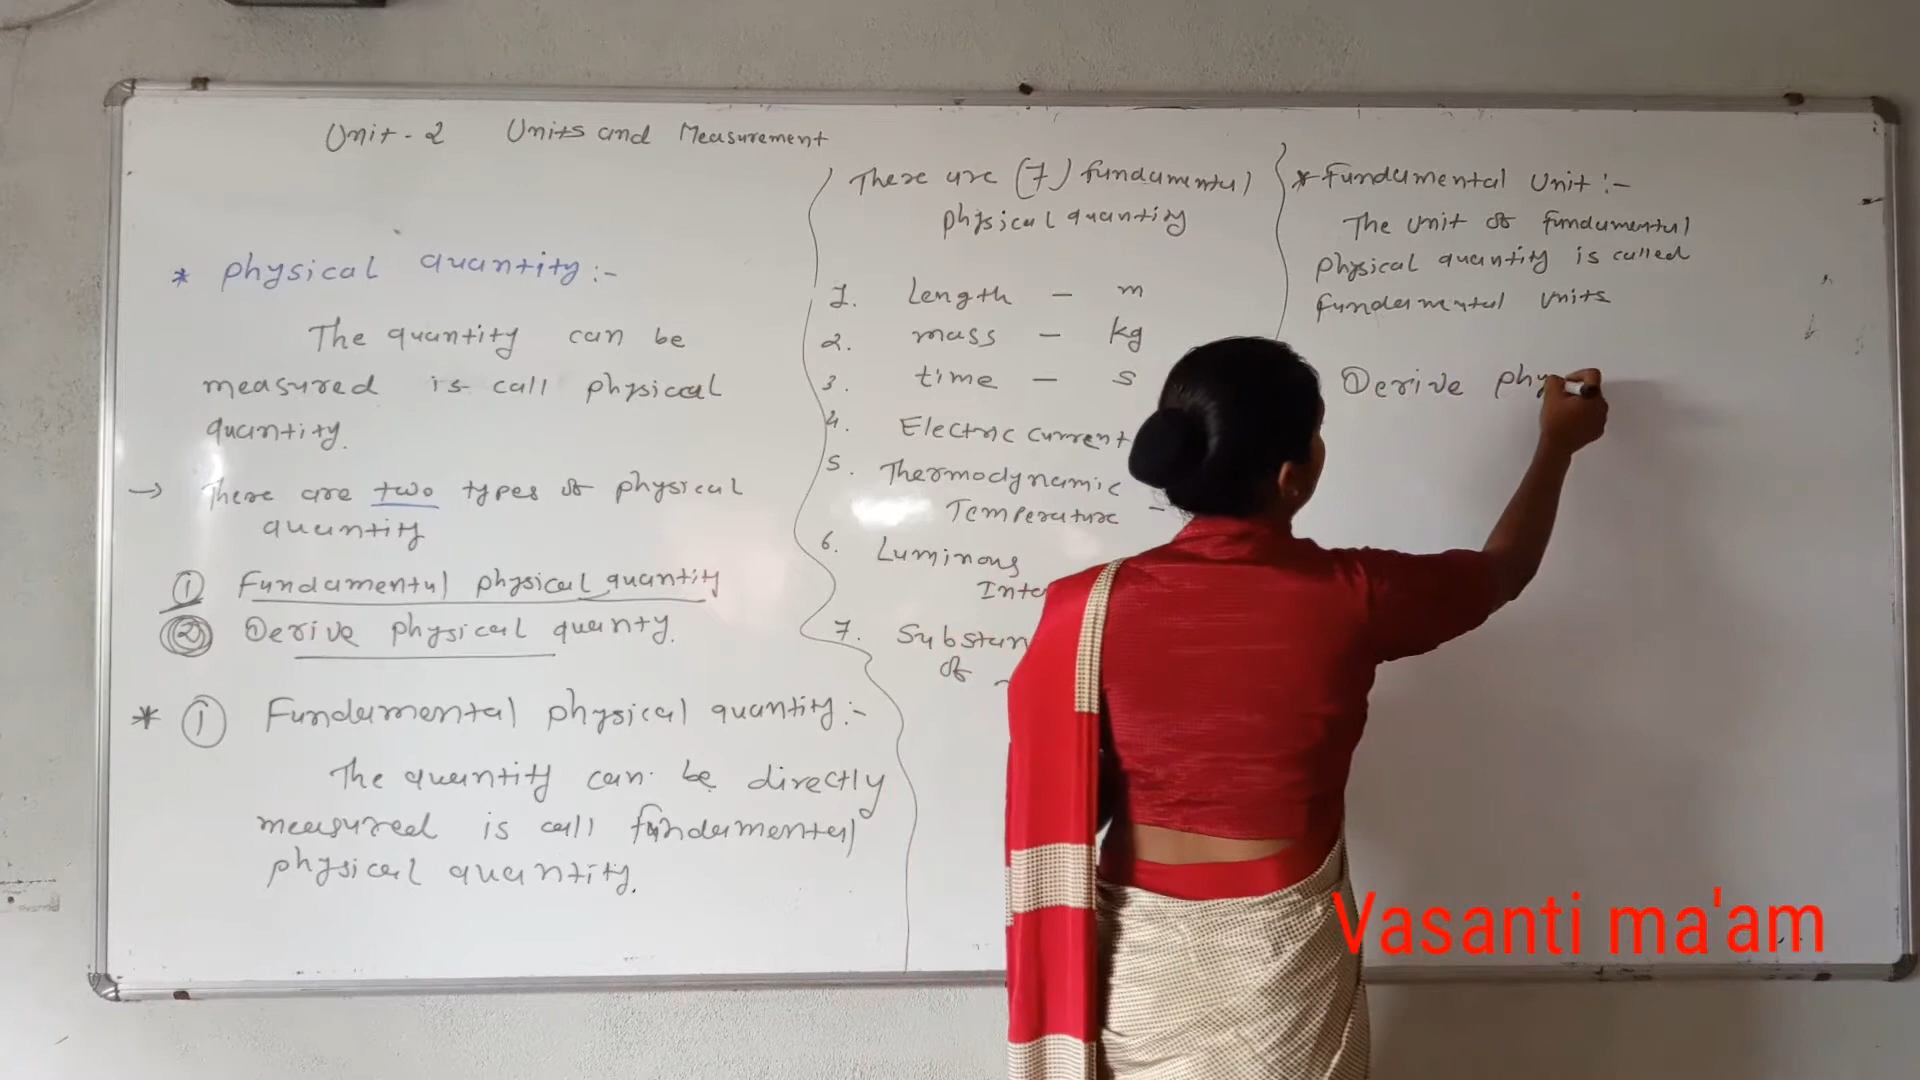 Unit-2 Units and Measurement
* physical quantity:-
The quantity can be
measured is call physical
quantity.
→ There are two types of physical
quantity
① Fundamental physical quantity
② Derive physical quanty.
* ① Fundamental physical quantity:-
The quantity can be directly
measured is call fundamental
physical quantity.
There are (7) fundamental
physical quantity
1. Length - m
2. mass - kg
3. time - s
4. Electric current
5. Thermodynamic
Temperature -
6. Luminous
7.
of
* Fundamental Unit:-
The unit of fundamental
physical quantity is called
fundamental units
Derive
Vasanti ma'am